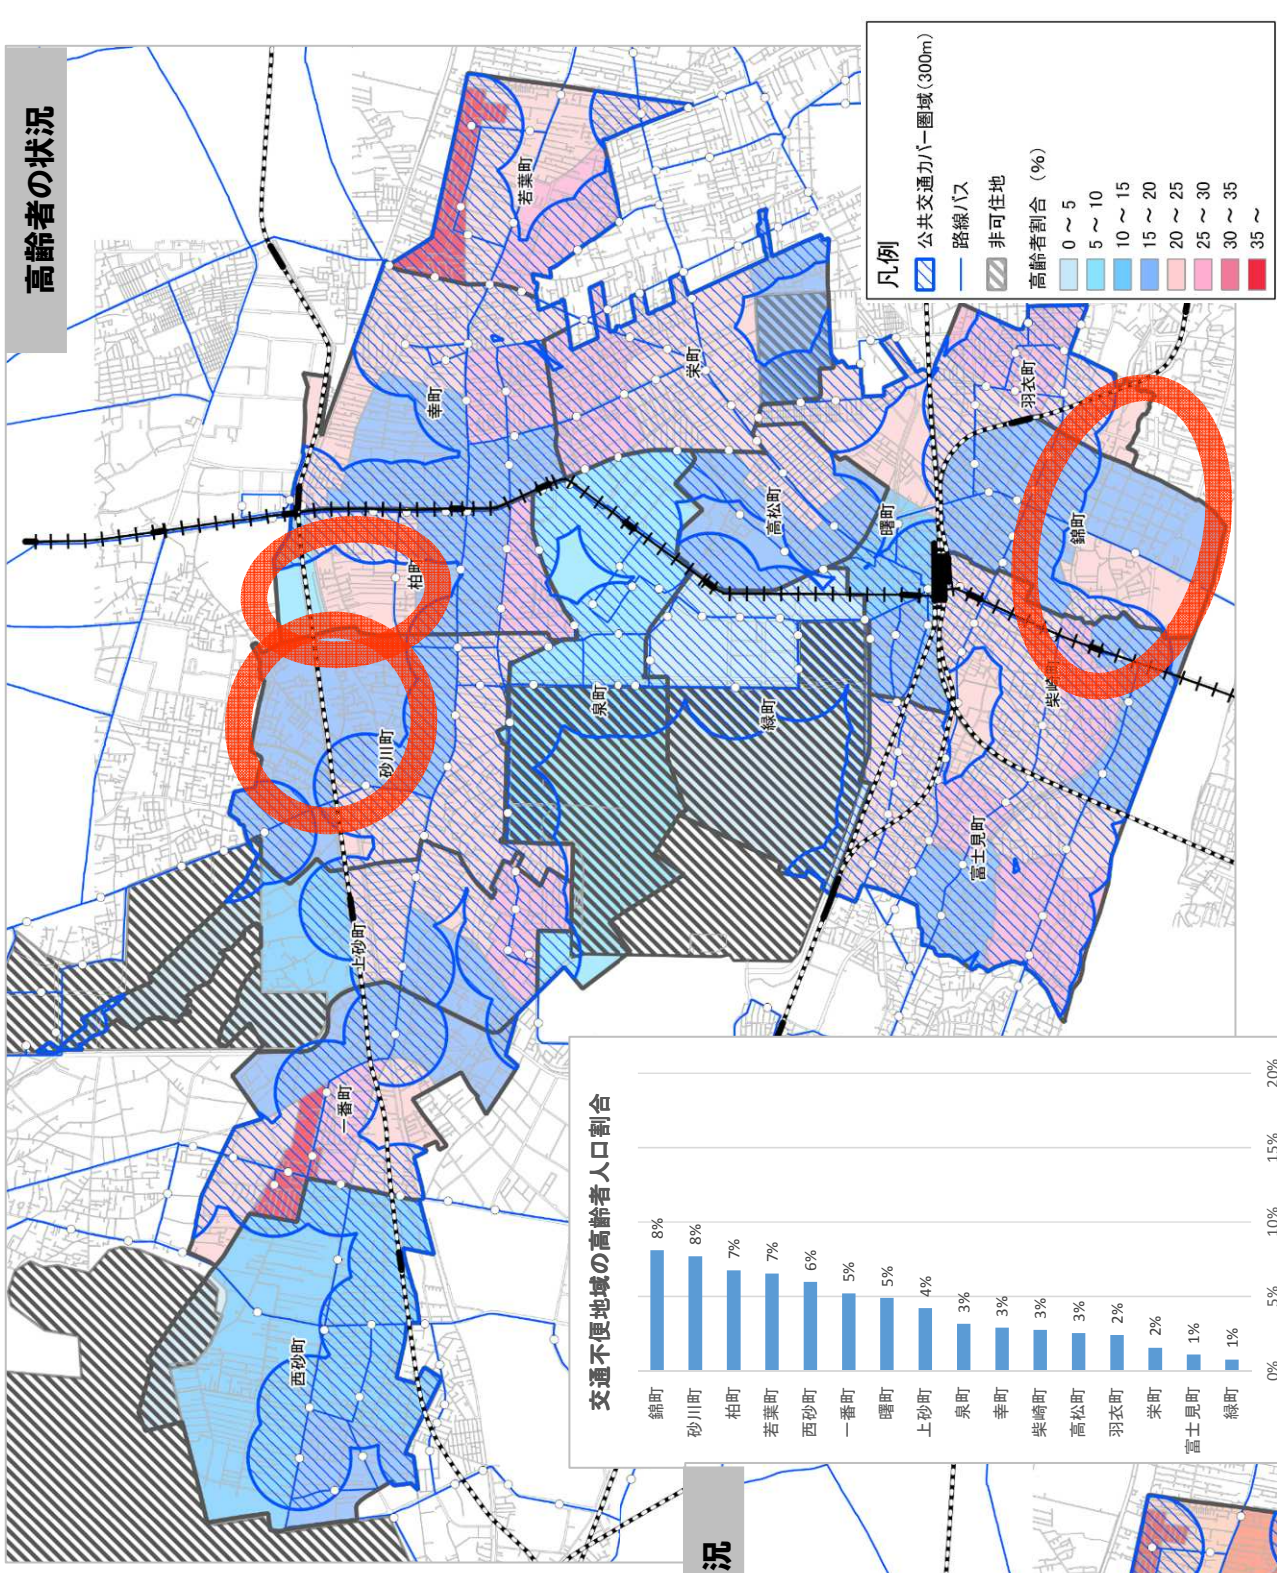 高齢者の状況
凡例
公共交通カバー圏域(300m)
路線バス
非可住地
高齢者割合 (%)
0 ~ 5
5 ~ 10
10 ~ 15
15 ~ 20
20 ~ 25
25 ~ 30
30 ~ 35
35 ~
若葉町
幸町
栄町
羽衣町
柏町
高松町
曙町
錦町
砂川町
泉町
緑町
柴崎町
上砂町
富士見町
一番町
西砂町
交通不便地域の高齢者人口割合
錦町 8%
砂川町 8%
柏町 7%
若葉町 7%
西砂町 6%
一番町 5%
曙町 5%
上砂町 4%
泉町 3%
幸町 3%
柴崎町 3%
高松町 3%
羽衣町 2%
栄町 2%
富士見町 1%
緑町 1%
0% 5% 10% 15% 20%
況